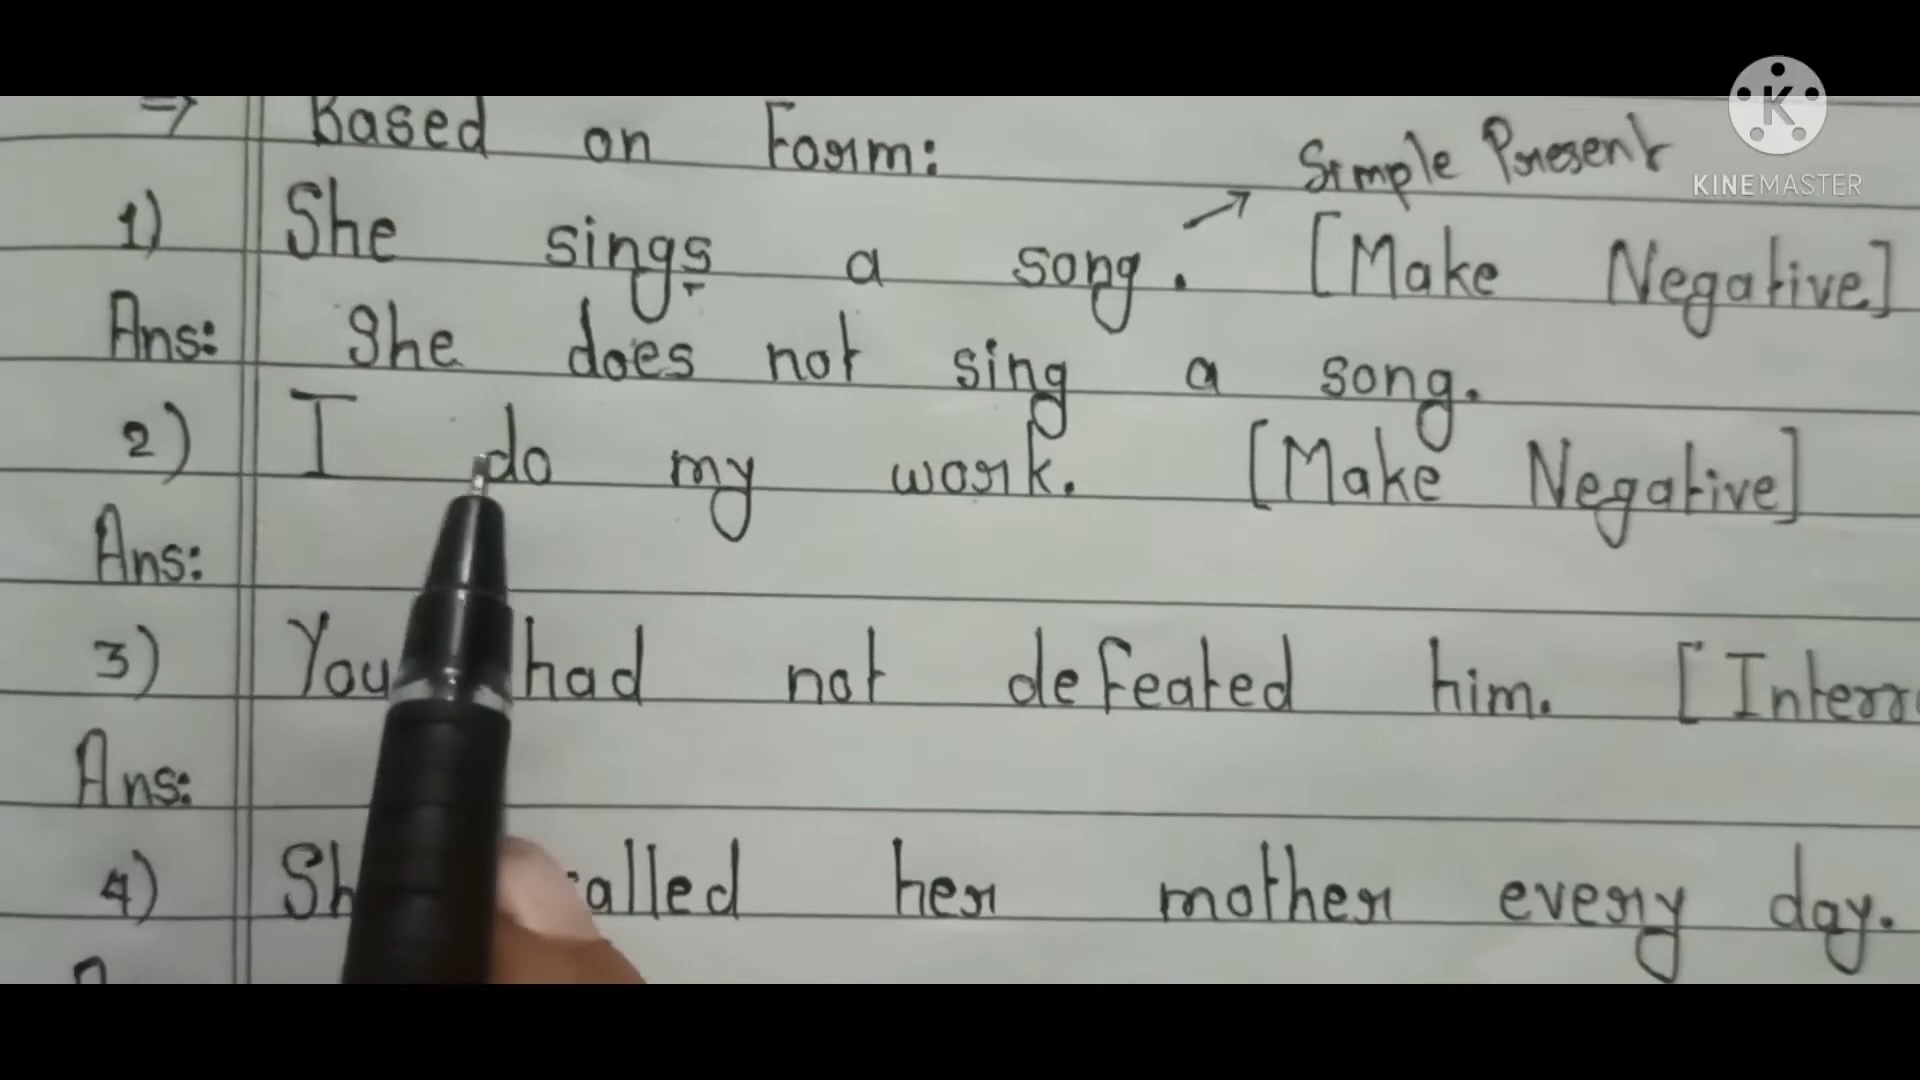 ⇒ Based on Form:
Simple Present
1) She sings a song. → [Make Negative]
Ans: She does not sing a song.
2) I do my work. [Make Negative]
Ans:
3) You had not defeated him. [Interr
Ans:
4) alled her mother every day.
K
KINEMASTER